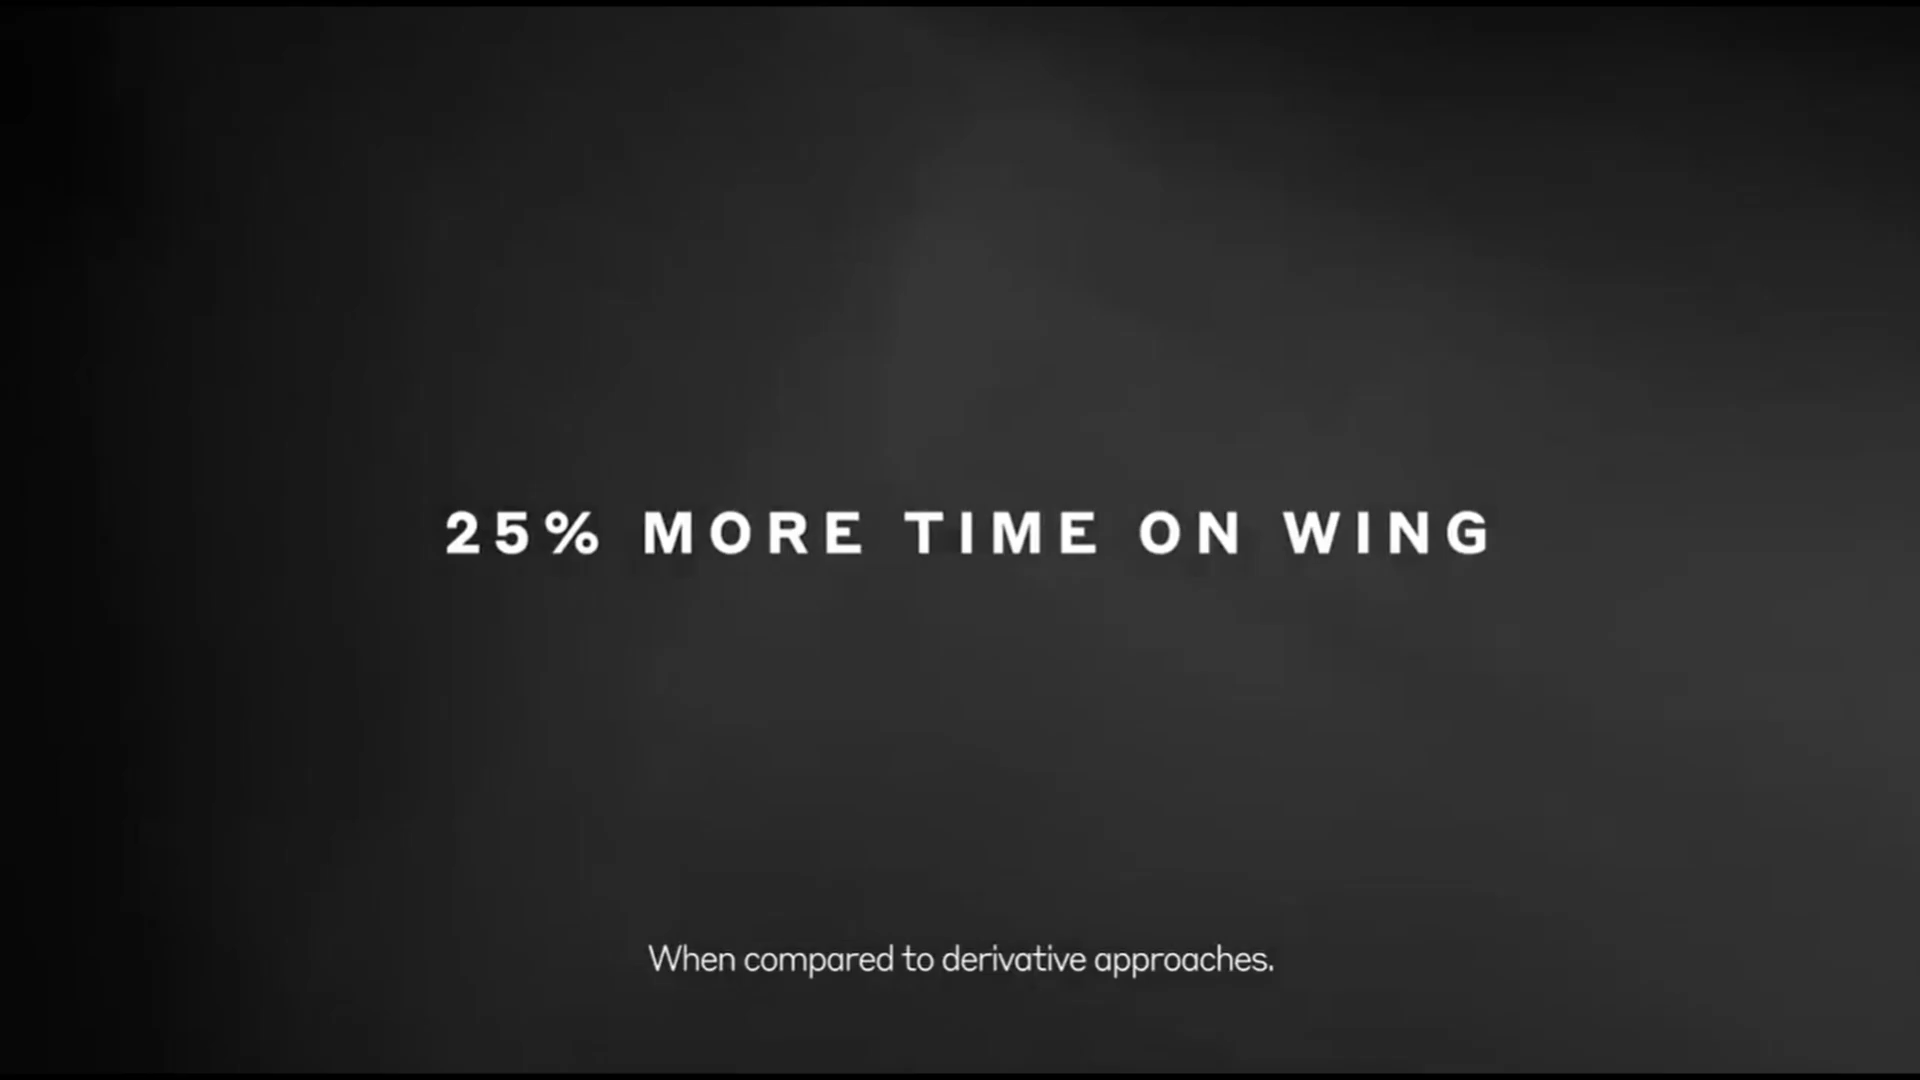 25% MORE TIME ON WING
When compared to derivative approaches.